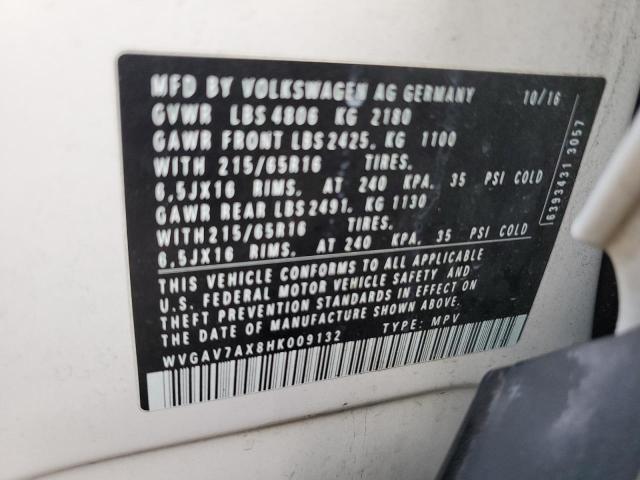 MFD BY VOLKSWAGEN AG GERMANY 10/16
GVWR LBS 4806 KG 2180
GAWR FRONT LBS 2425, KG 1100
WITH 215/65R16 TIRES.
6,5JX16 RIMS, AT 240 KPA, 35 PSI COLD
GAWR REAR LBS 2491, KG 1130
WITH 215/65R16 TIRES.
6,5JX16 RIMS, AT 240 KPA, 35 PSI COLD
THIS VEHICLE CONFORMS TO ALL APPLICABLE
U.S. FEDERAL MOTOR VEHICLE SAFETY AND
THEFT PREVENTION STANDARDS IN EFFECT ON
THE DATE OF MANUFACTURE SHOWN ABOVE.
WVGAV7AX8HK009132 TYPE: MPV
6393431 3057